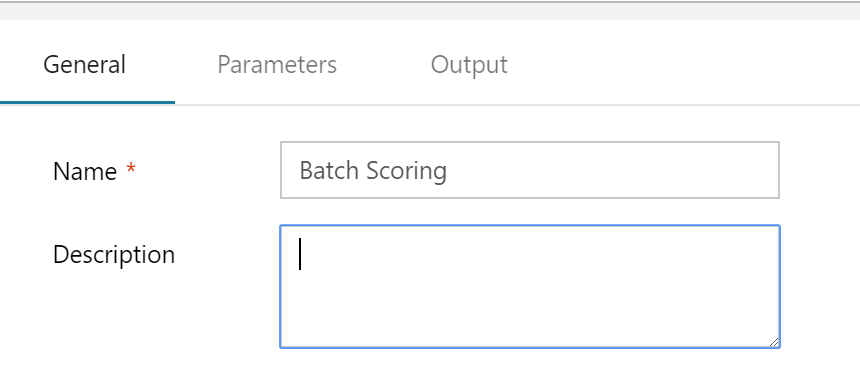 General Parameters Output
Name *
Batch Scoring
Description